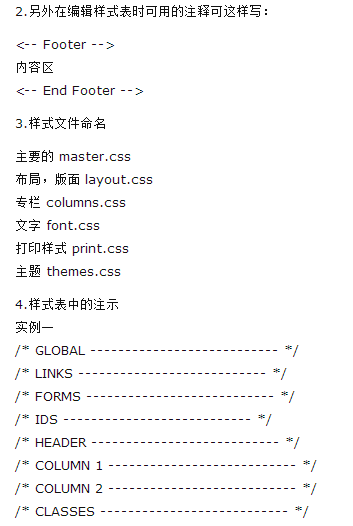 2.另外在编辑样式表时可用的注释可这样写：
<-- Footer -->
内容区
<-- End Footer -->
3.样式文件命名
主要的 master.css
布局，版面 layout.css
专栏 columns.css
文字 font.css
打印样式 print.css
主题 themes.css
4.样式表中的注示
实例一
/* GLOBAL --------------------------- */
/* LINKS --------------------------- */
/* FORMS --------------------------- */
/* IDS --------------------------- */
/* HEADER --------------------------- */
/* COLUMN 1 --------------------------- */
/* COLUMN 2 --------------------------- */
/* CLASSES --------------------------- */